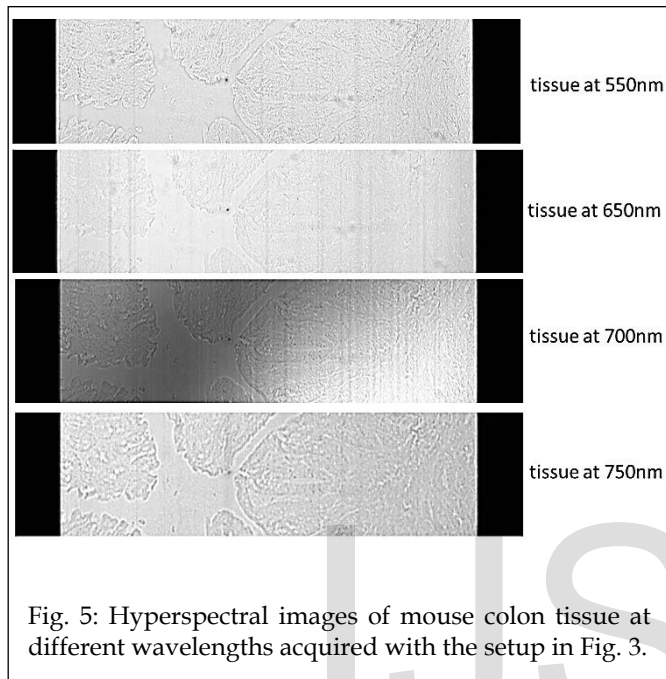 tissue at 550nm
tissue at 650nm
tissue at 700nm
tissue at 750nm
Fig. 5: Hyperspectral images of mouse colon tissue at
different wavelengths acquired with the setup in Fig. 3.